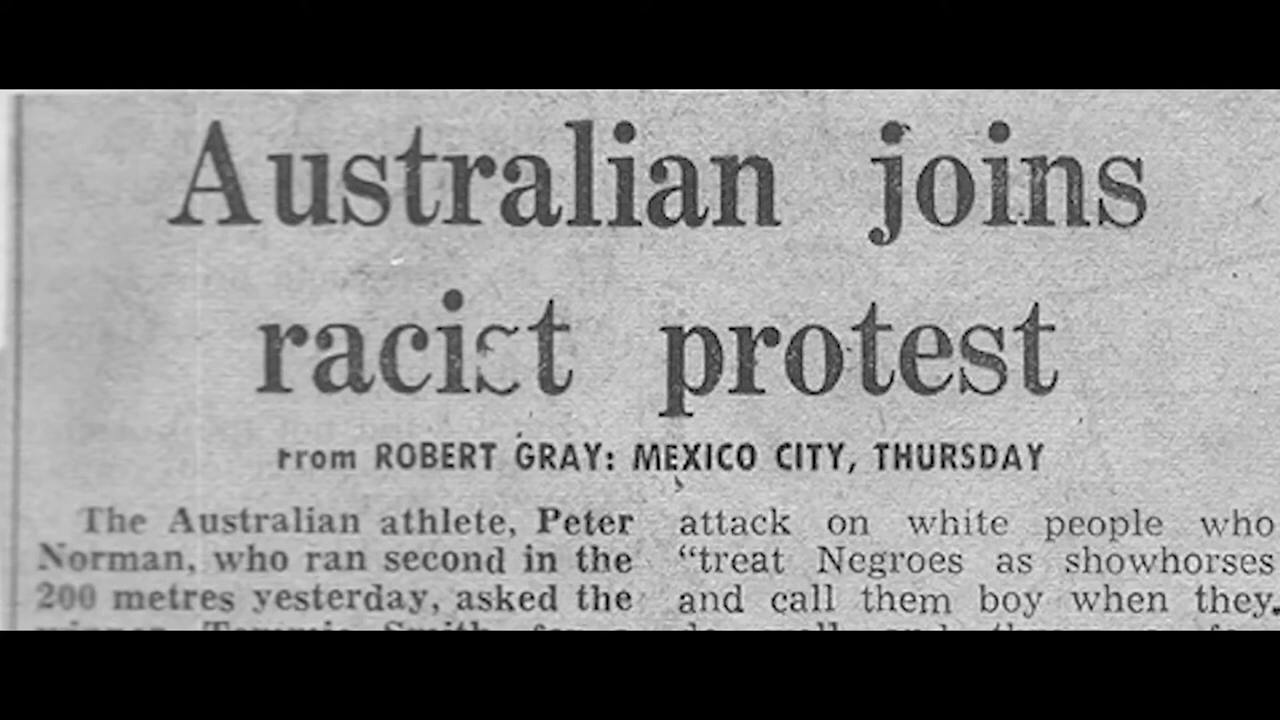 Australian joins
racist protest
From ROBERT GRAY: MEXICO CITY, THURSDAY
The Australian athlete, Peter
Norman, who ran second in the
200 metres yesterday, asked the
attack on white people who
"treat Negroes as showhorses
and call them boy when they